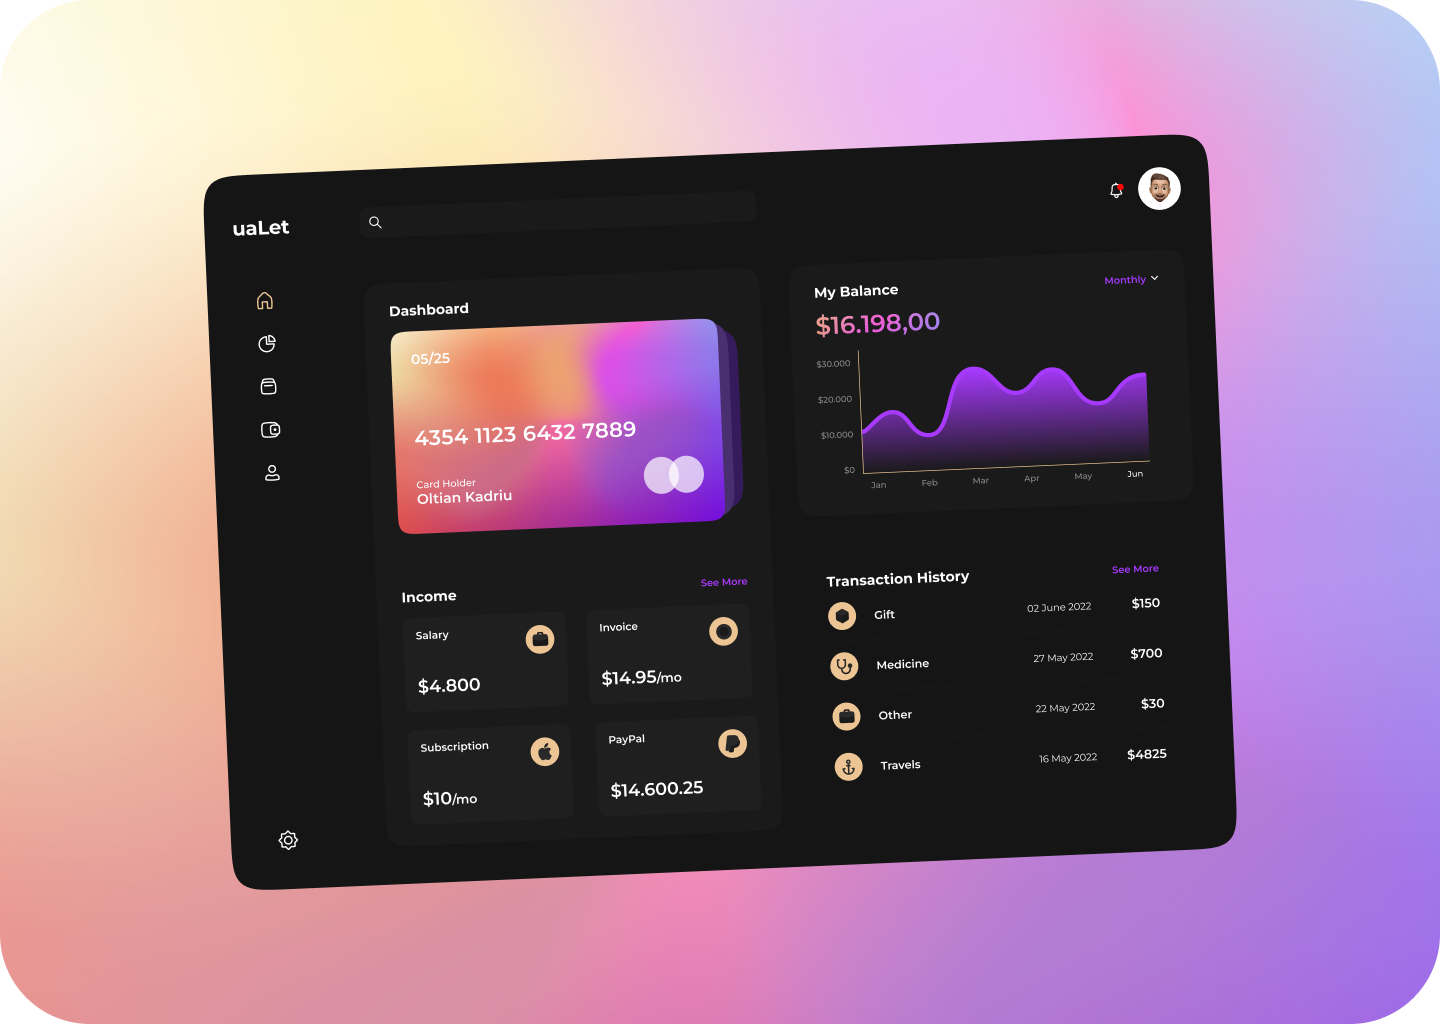 uaLet
Dashboard
05/25
4354 1123 6432 7889
Card Holder
Oltian Kadriu
Income
See More
Salary
$4.800
Invoice
$14.95/mo
Subscription
$10/mo
PayPal
$14.600.25
My Balance
Monthly
$16.198,00
$30.000
$20.000
$10.000
$0
Jan Feb Mar Apr May Jun
Transaction History
See More
Gift 02 June 2022 $150
Medicine 27 May 2022 $700
Other 22 May 2022 $30
Travels 16 May 2022 $4825